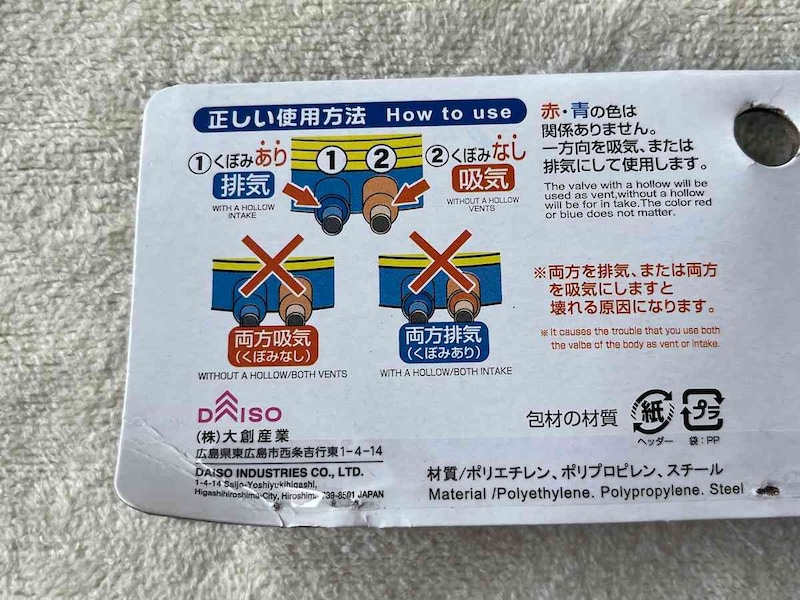 正しい使用方法 How to use
①くぼみあり
排気
WITH A HOLLOW
INTAKE
① ②
②くぼみなし
吸気
WITHOUT A HOLLOW
VENTS
赤・青の色は
関係ありません。
一方向を吸気、または
排気にして使用します。
The valve with a hollow will be
used as vent,without a hollow
will be for in take.The color red
or blue does not matter.
両方吸気
(くぼみなし)
WITHOUT A HOLLOW/BOTH VENTS
両方排気
(くぼみあり)
WITH A HOLLOW/BOTH INTAKE
※両方を排気、または両方
を吸気にしますと
壊れる原因になります。
※It causes the trouble that you use both
the valbe of the body as vent or intake.
DAISO
(株)大創産業
広島県東広島市西条吉行東1-4-14
DAISO INDUSTRIES CO., LTD.
1-4-14 Saijo-Yoshiyukihigashi,
Higashihiroshima-City, Hiroshima 739-8501 JAPAN
包材の材質
紙
ヘッダー
プラ
袋:PP
材質/ポリエチレン、ポリプロピレン、スチール
Material /Polyethylene. Polypropylene. Steel